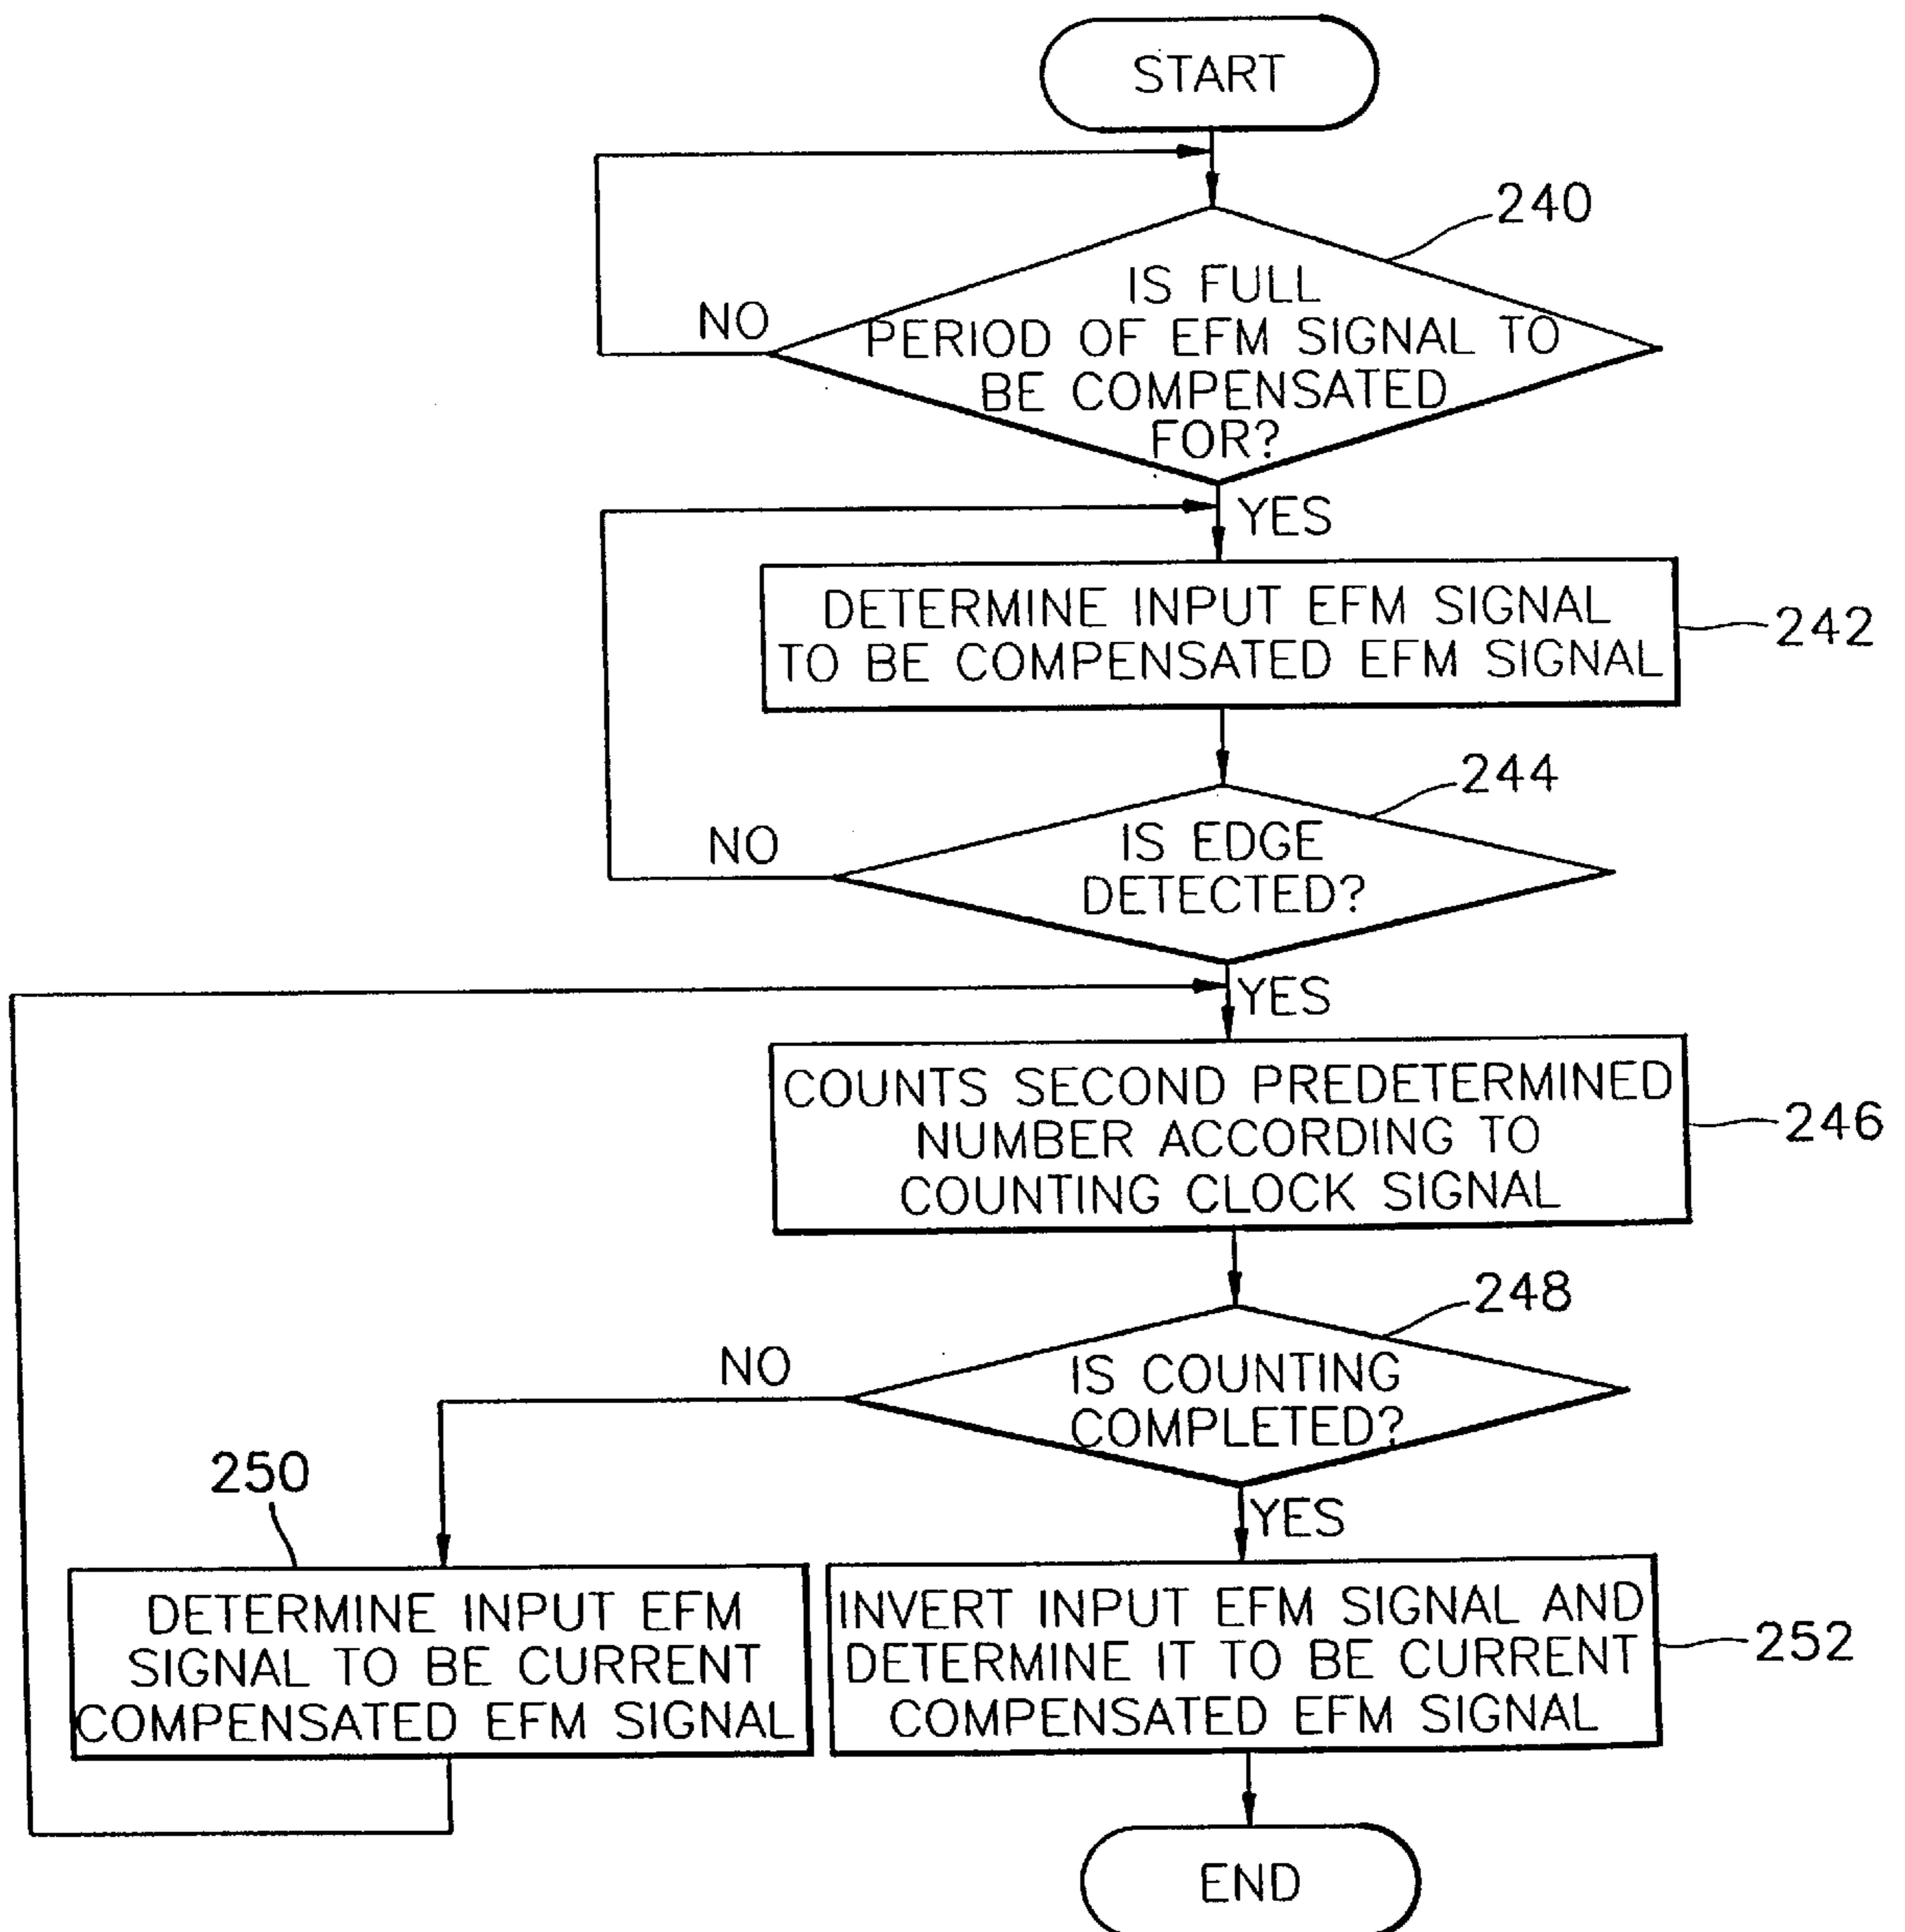 START
240
IS FULL
PERIOD OF EFM SIGNAL TO
BE COMPENSATED
FOR?
NO
YES
DETERMINE INPUT EFM SIGNAL
TO BE COMPENSATED EFM SIGNAL
242
244
IS EDGE
DETECTED?
NO
YES
COUNTS SECOND PREDETERMINED
NUMBER ACCORDING TO
COUNTING CLOCK SIGNAL
246
248
IS COUNTING
COMPLETED?
NO
YES
250
DETERMINE INPUT EFM
SIGNAL TO BE CURRENT
COMPENSATED EFM SIGNAL
INVERT INPUT EFM SIGNAL AND
DETERMINE IT TO BE CURRENT
COMPENSATED EFM SIGNAL
252
END